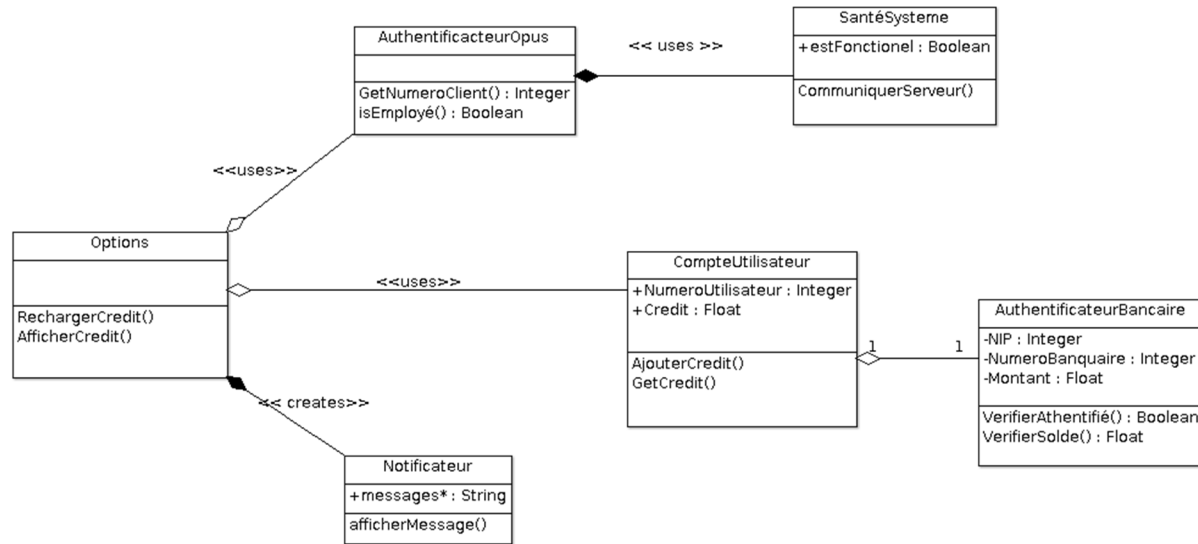 SantéSysteme
+estFonctionel : Boolean
CommuniquerServeur()
<< uses >>
AuthentificacteurOpus
GetNumeroClient() : Integer
isEmployé() : Boolean
<<uses>>
Options
RechargerCredit()
AfficherCredit()
<<uses>>
CompteUtilisateur
+NumeroUtilisateur : Integer
+Credit : Float
AjouterCredit()
GetCredit()
1
1
AuthentificateurBancaire
-NIP : Integer
-NumeroBanquaire : Integer
-Montant : Float
VerifierAthentifié() : Boolean
VerifierSolde() : Float
<< creates>>
Notificateur
+messages* : String
afficherMessage()